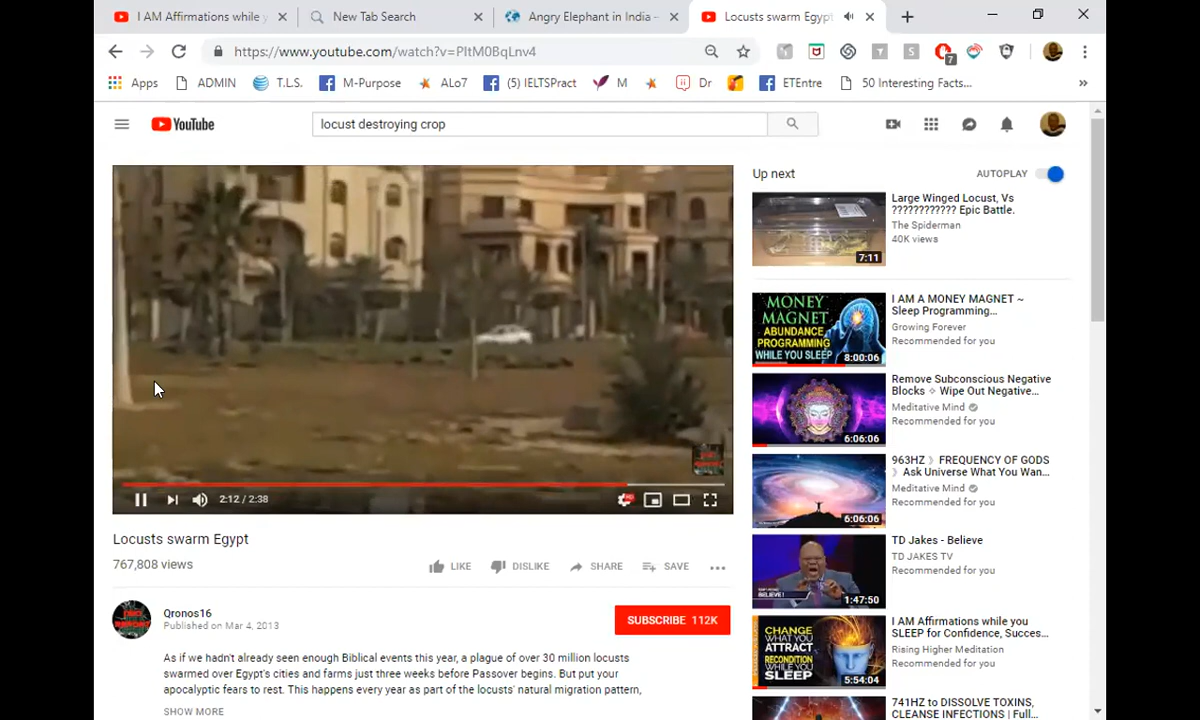 I AM Affirmations while y
New Tab Search
Angry Elephant in India -
Locusts swarm Egypt
https://www.youtube.com/watch?v=PItM0BqLnv4
7
Apps
ADMIN
T.L.S.
M-Purpose
ALo7
(5) IELTSPract
M
Dr
ETEntre
50 Interesting Facts...
»
YouTube
locust destroying crop
2:12 / 2:38
HD
Locusts swarm Egypt
767,808 views
LIKE
DISLIKE
SHARE
SAVE
Qronos16
Published on Mar 4, 2013
SUBSCRIBE 112K
As if we hadn't already seen enough Biblical events this year, a plague of over 30 million locusts
swarmed over Egypt's cities and farms just three weeks before Passover begins. But put your
apocalyptic fears to rest. This happens every year as part of the locusts' natural migration pattern,
SHOW MORE
Up next
AUTOPLAY
7:11
Large Winged Locust, Vs
???????????? Epic Battle.
The Spiderman
40K views
MONEY
MAGNET
ABUNDANCE
PROGRAMMING
WHILE YOU SLEEP
8:00:06
I AM A MONEY MAGNET ~
Sleep Programming...
Growing Forever
Recommended for you
6:06:06
Remove Subconscious Negative
Blocks ✧ Wipe Out Negative...
Meditative Mind
Recommended for you
6:06:06
963HZ 》 FREQUENCY OF GODS
》 Ask Universe What You Wan...
Meditative Mind
Recommended for you
BELIEVE!
1:47:50
TD Jakes - Believe
TD JAKES TV
Recommended for you
CHANGE
WHAT YOU
ATTRACT
RECONDITION
WHILE YOU
SLEEP
5:54:04
I AM Affirmations while you
SLEEP for Confidence, Succes...
Rising Higher Meditation
Recommended for you
741HZ to DISSOLVE TOXINS,
CLEANSE INFECTIONS | Full...